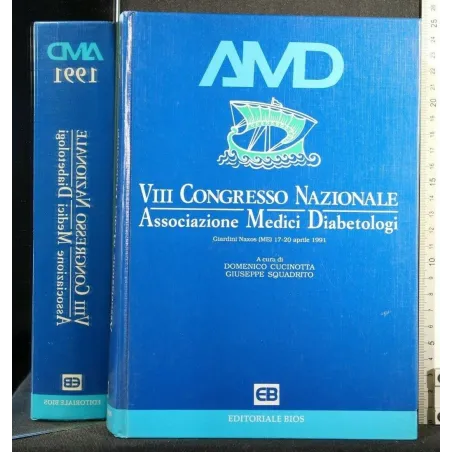 AMD
1991
VIII CONGRESSO NAZIONALE
Associazione Medici Diabetologi
EB
EDITORIALE BIOS
AMD
VIII CONGRESSO NAZIONALE
Associazione Medici Diabetologi
Giardini Naxos (ME) 17-20 aprile 1991
A cura di
DOMENICO CUCINOTTA
GIUSEPPE SQUADRITO
EB
EDITORIALE BIOS